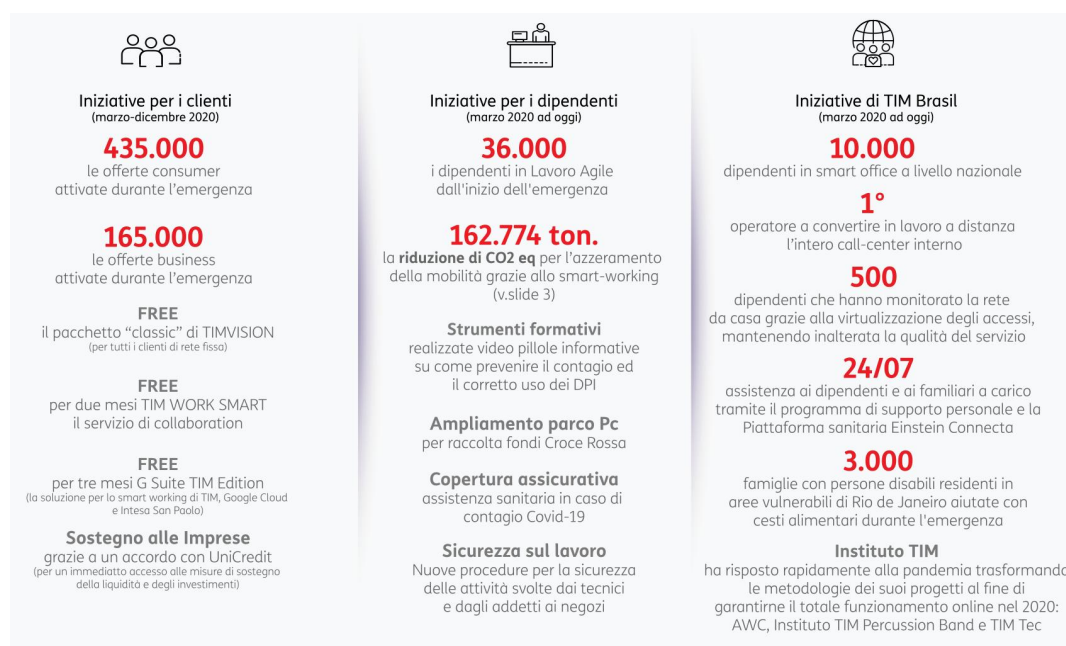 Iniziative per i clienti
(marzo-dicembre 2020)
435.000
le offerte consumer
attivate durante l'emergenza
165.000
le offerte business
attivate durante l'emergenza
FREE
il pacchetto “classic” di TIMVISION
(per tutti i clienti di rete fissa)
FREE
per due mesi TIM WORK SMART
il servizio di collaboration
FREE
per tre mesi G Suite TIM Edition
(la soluzione per lo smart working di TIM, Google Cloud
e Intesa San Paolo)
Sostegno alle Imprese
grazie a un accordo con UniCredit
(per un immediatto accesso alle misure di sostegno
della liquidità e degli investimenti)
Iniziative per i dipendenti
(marzo 2020 ad oggi)
36.000
i dipendenti in Lavoro Agile
dall'inizio dell'emergenza
162.774 ton.
la riduzione di CO2 eq per l'azzeramento
della mobilità grazie allo smart-working
(v.slide 3)
Strumenti formativi
realizzate video pillole informative
su come prevenire il contagio ed
il corretto uso dei DPI
Ampliamento parco Pc
per raccolta fondi Croce Rossa
Copertura assicurativa
assistenza sanitaria in caso di
contagio Covid-19
Sicurezza sul lavoro
Nuove procedure per la sicurezza
delle attività svolte dai tecnici
e dagli addetti ai negozi
Iniziative di TIM Brasil
(marzo 2020 ad oggi)
10.000
dipendenti in smart office a livello nazionale
1°
operatore a convertire in lavoro a distanza
l'intero call-center interno
500
dipendenti che hanno monitorato la rete
da casa grazie alla virtualizzazione degli accessi,
mantenendo inalterata la qualità del servizio
24/07
assistenza ai dipendenti e ai familiari a carico
tramite il programma di supporto personale e la
Piattaforma sanitaria Einstein Connecta
3.000
famiglie con persone disabili residenti in
aree vulnerabili di Rio de Janeiro aiutate con
cesti alimentari durante l'emergenza
Instituto TIM
ha risposto rapidamente alla pandemia trasformando
le metodologie dei suoi progetti al fine di
garantirne il totale funzionamento online nel 2020:
AWC, Instituto TIM Percussion Band e TIM Tec